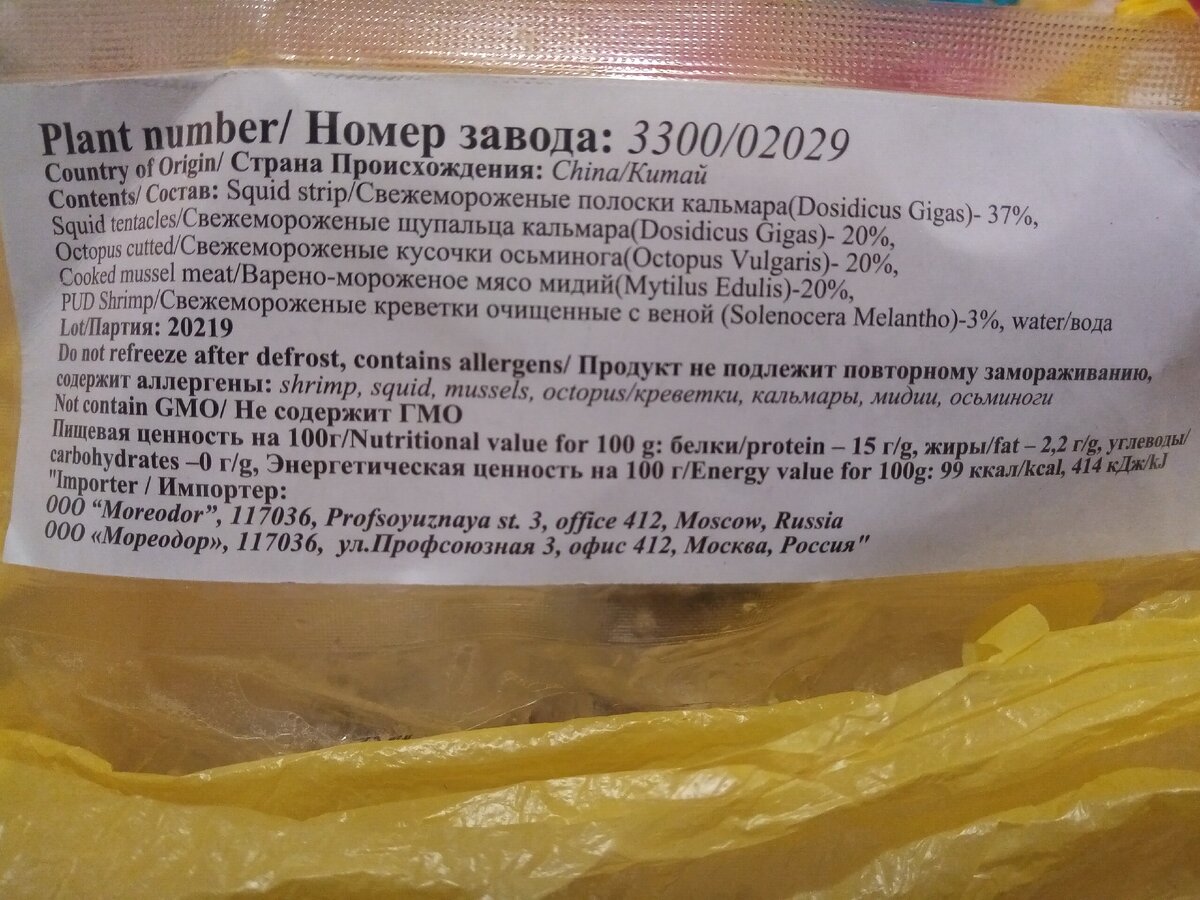 Plant number/ Номер завода: 3300/02029
Country of Origin/ Страна Происхождения: China/Китай
Contents/ Состав: Squid strip/Свежемороженые полоски кальмара(Dosidicus Gigas)- 37%,
Squid tentacles/Свежемороженые щупальца кальмара(Dosidicus Gigas)- 20%,
Octopus cutted/Свежемороженые кусочки осьминога(Octopus Vulgaris)- 20%,
Cooked mussel meat/Варено-мороженое мясо мидий(Mytilus Edulis)-20%,
PUD Shrimp/Свежемороженые креветки очищенные с веной (Solenocera Melantho)-3%, water/вода
Lot/Партия: 20219
Do not refreeze after defrost, contains allergens/ Продукт не подлежит повторному замораживанию,
содержит аллергены: shrimp, squid, mussels, octopus/креветки, кальмары, мидии, осьминоги
Not contain GMO/ Не содержит ГМО
Пищевая ценность на 100г/Nutritional value for 100 g: белки/protein – 15 г/g, жиры/fat – 2,2 г/g, углеводы/
carbohydrates –0 г/g, Энергетическая ценность на 100 г/Energy value for 100g: 99 ккал/kcal, 414 кДж/kJ
"Importer / Импортер:
ООО “Moreodor”, 117036, Profsoyuznaya st. 3, office 412, Moscow, Russia
ООО «Мореодор», 117036, ул.Профсоюзная 3, офис 412, Москва, Россия"